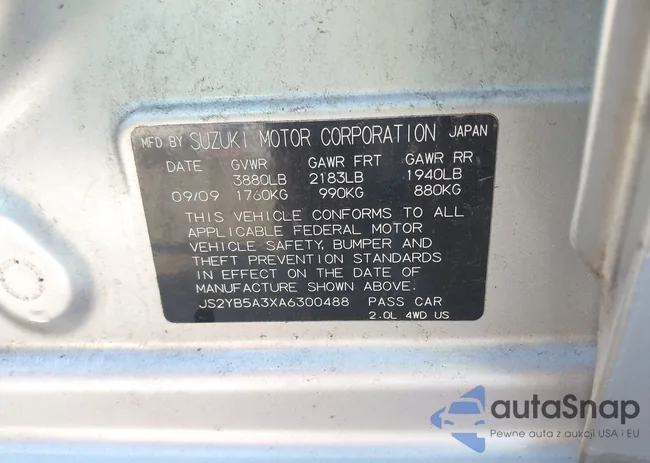 MFD BY SUZUKI MOTOR CORPORATION JAPAN
DATE GVWR GAWR FRT GAWR RR
3880LB 2183LB 1940LB
09/09 1760KG 990KG 880KG
THIS VEHICLE CONFORMS TO ALL
APPLICABLE FEDERAL MOTOR
VEHICLE SAFETY, BUMPER AND
THEFT PREVENTION STANDARDS
IN EFFECT ON THE DATE OF
MANUFACTURE SHOWN ABOVE.
JS2YB5A3XA6300488 PASS CAR
2.0L 4WD US
autaSnap
Pewne auta z aukcji USA i EU